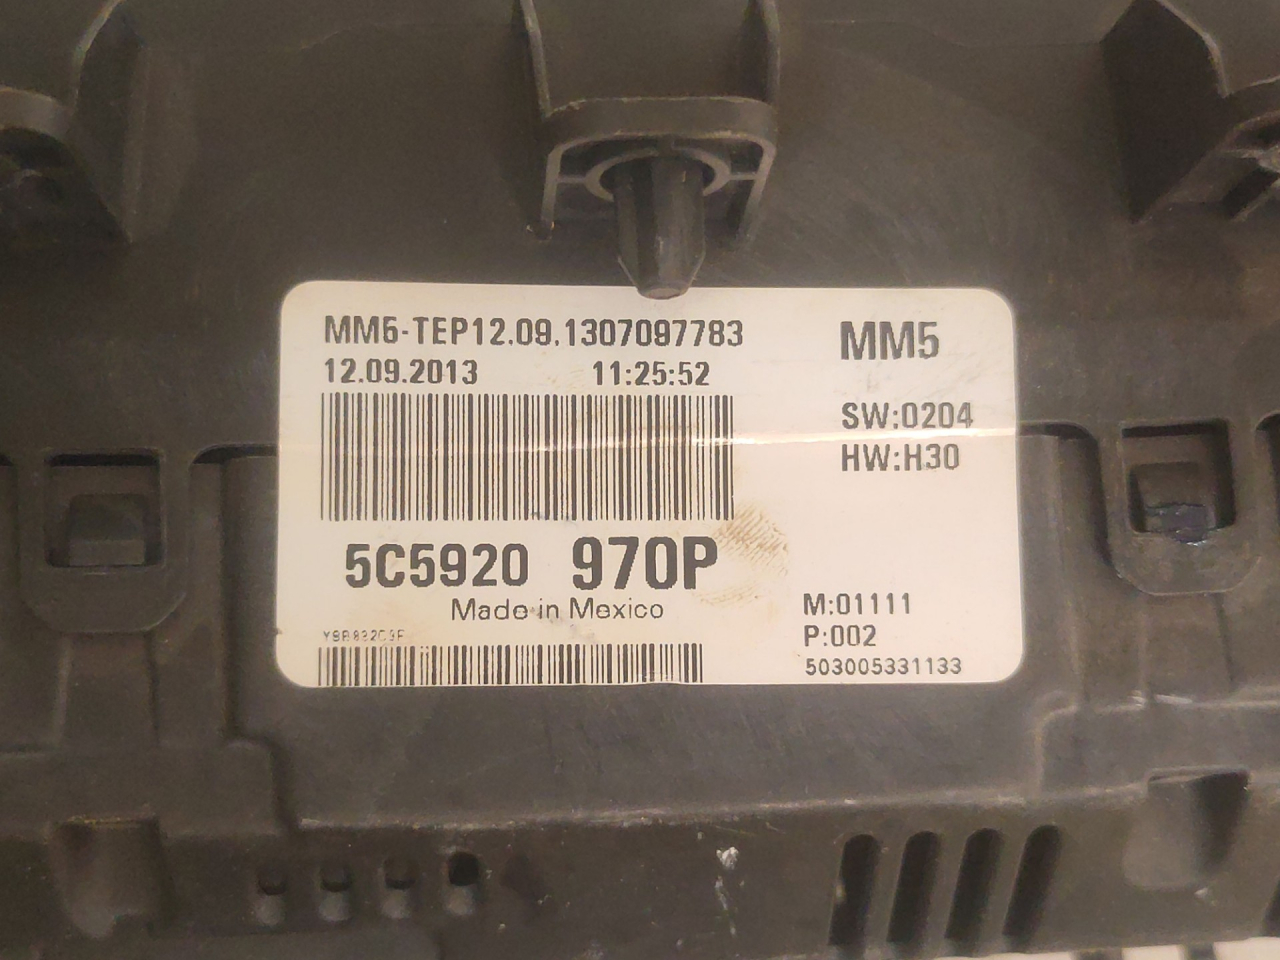 MM5-TEP12.09.1307097783
12.09.2013 11:25:52
MM5
SW:0204
HW:H30
5C5920 970P
Made in Mexico
M:01111
P:002
503005331133